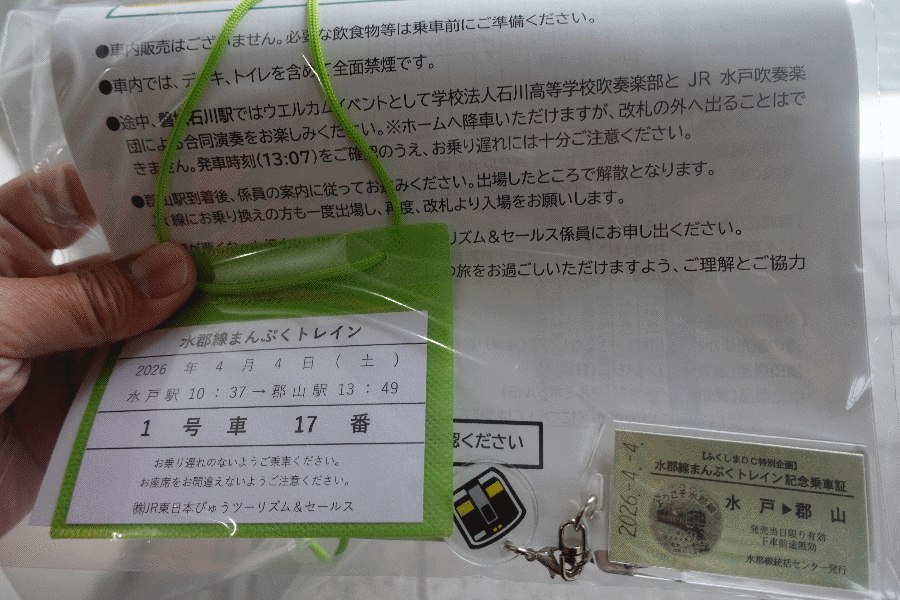 ●車内販売はございません。必要な飲食物等は乗車前にご準備ください。
●車内では、デッキ、トイレを含めて全面禁煙です。
●途中、磐城石川駅ではウエルカムイベントとして学校法人石川高等学校吹奏楽部と JR 水戸吹奏楽
団による合同演奏をお楽しみください。※ホームへ降車いただけますが、改札の外へ出ることはで
きません。発車時刻(13:07)をご確認のうえ、お乗り遅れには十分ご注意ください。
●郡山駅到着後、係員の案内に従ってお進みください。出場したところで解散となります。
線にお乗り換えの方も一度出場し、再度、改札より入場をお願いします。
リズム＆セールス係員にお申し出ください。
の旅をお過ごしいただけますよう、ご理解とご協力
水郡線まんぷくトレイン
2026 年 4 月 4 日 ( 土 )
水戸駅 10 : 37→郡山駅 13 : 49
1 号 車 17 番
お乗り遅れのないようご乗車ください。
お座席をお間違えないようご注意ください。
㈱JR東日本びゅうツーリズム＆セールス
認ください
【ふくしまDC特別企画】
水郡線まんぷくトレイン記念乗車証
2026.-4.-4.
水 戸▶郡 山
発売当日限り有効
下車前途無効
水郡線統括センター発行